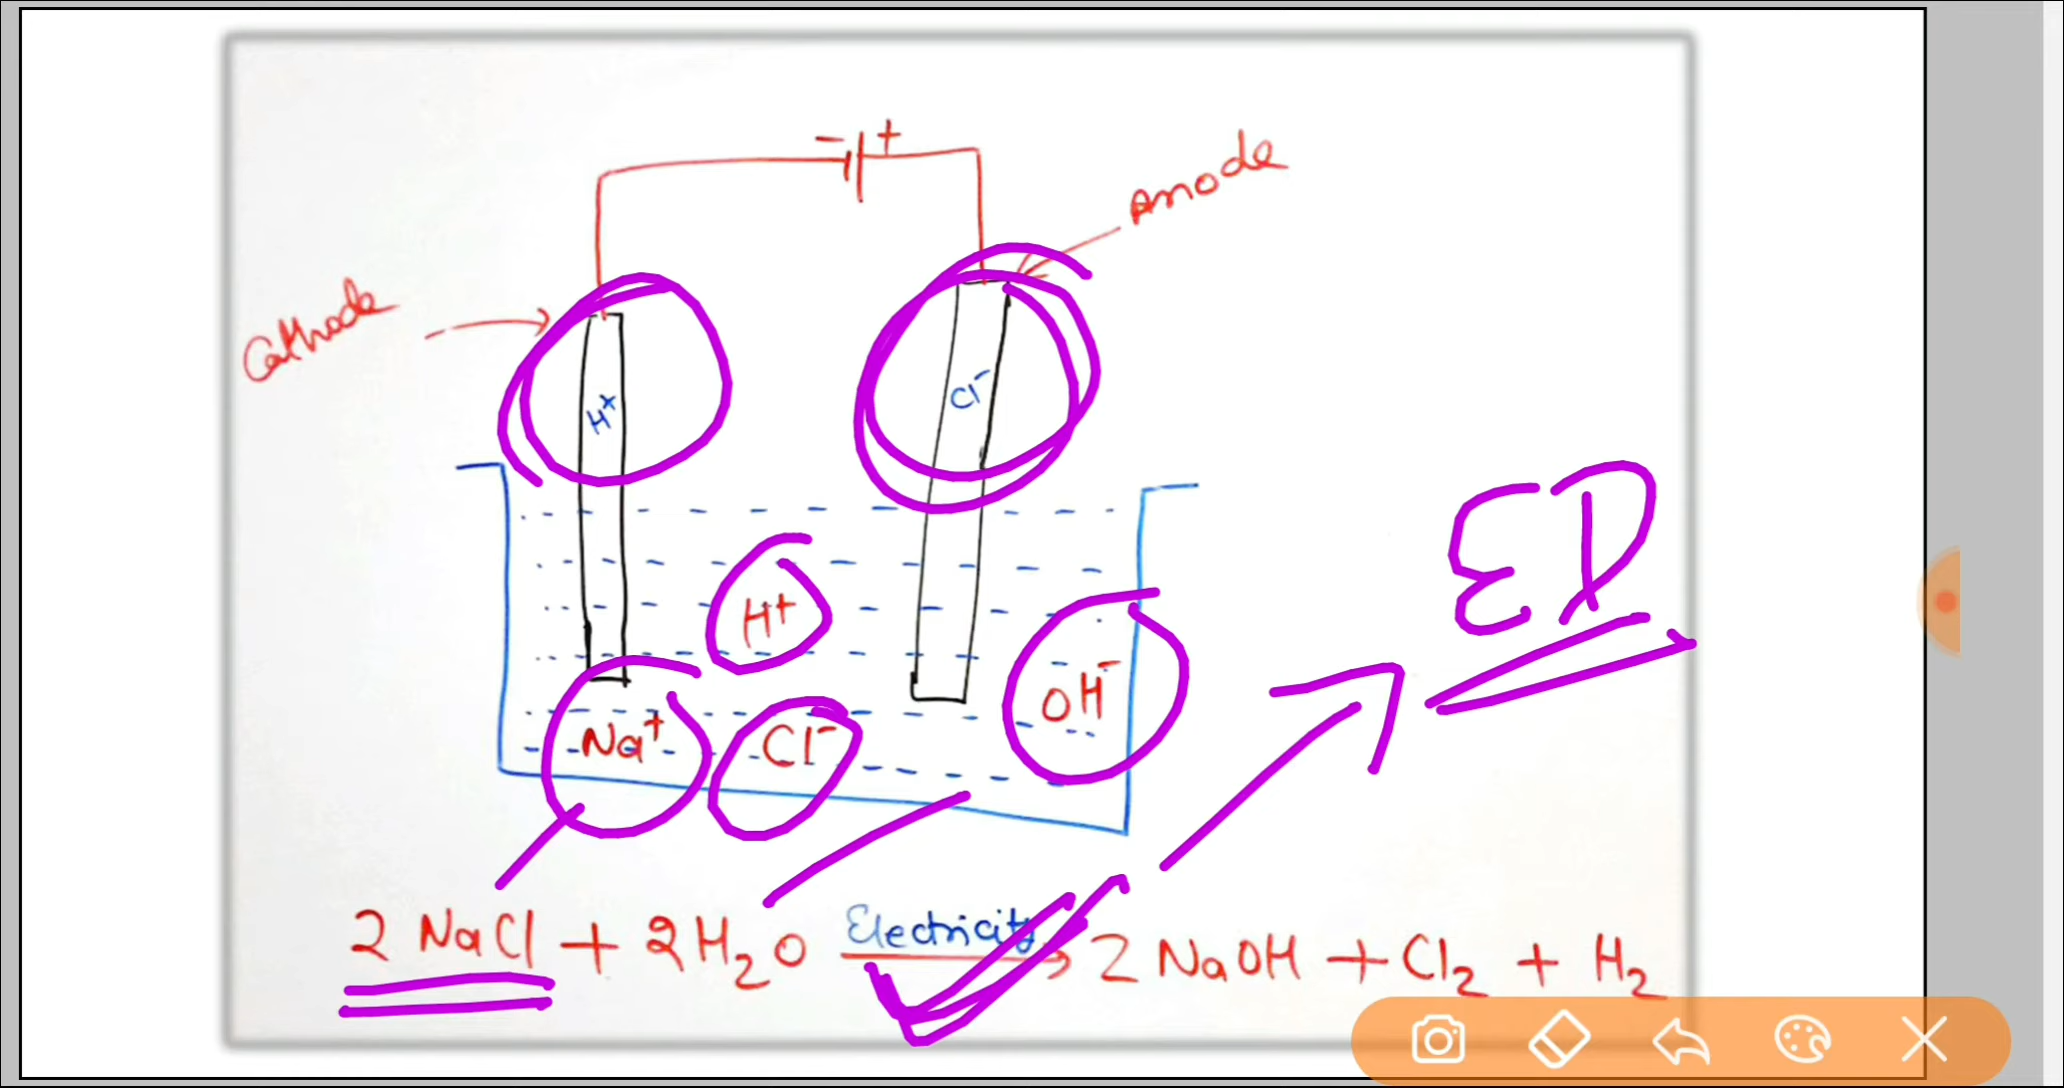 - +
Anode
Cathode
H+
Cl-
H+
OH-
Na+
Cl-
ED
2 NaCl + 2H2O Electricity → 2 NaOH + Cl2 + H2